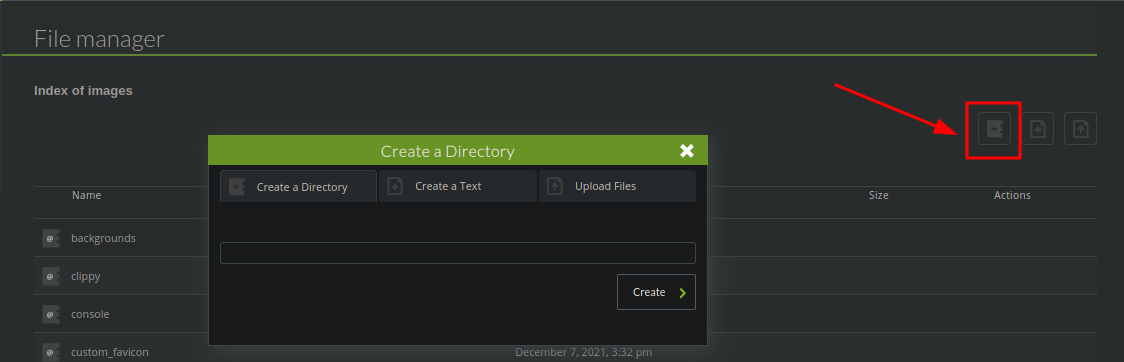 File manager
Index of images
Create a Directory
Create a Directory Create a Text Upload Files
Name Size Actions
backgrounds
clippy
Create
console
custom_favicon December 7, 2021, 3:32 pm